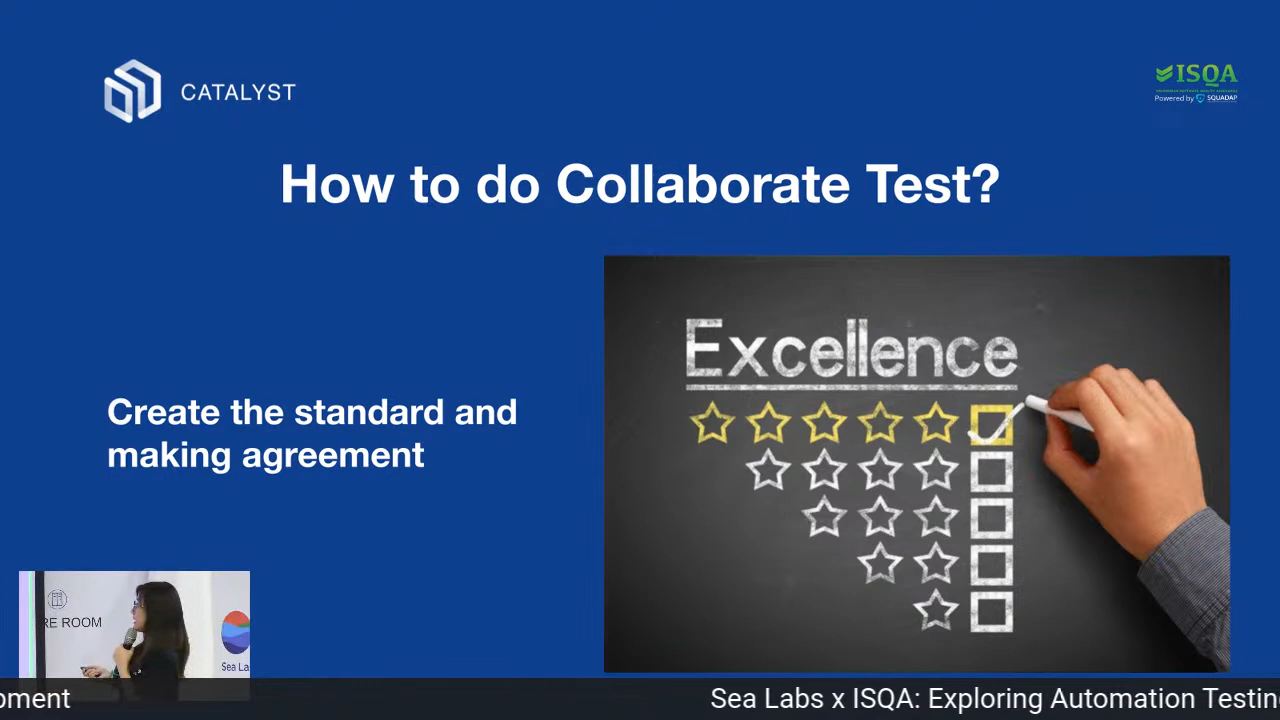 CATALYST
ISQA
Powered by SQUADAP
How to do Collaborate Test?
Create the standard and
making agreement
Excellence
RE ROOM
Sea La
pment
Sea Labs x ISQA: Exploring Automation Testin